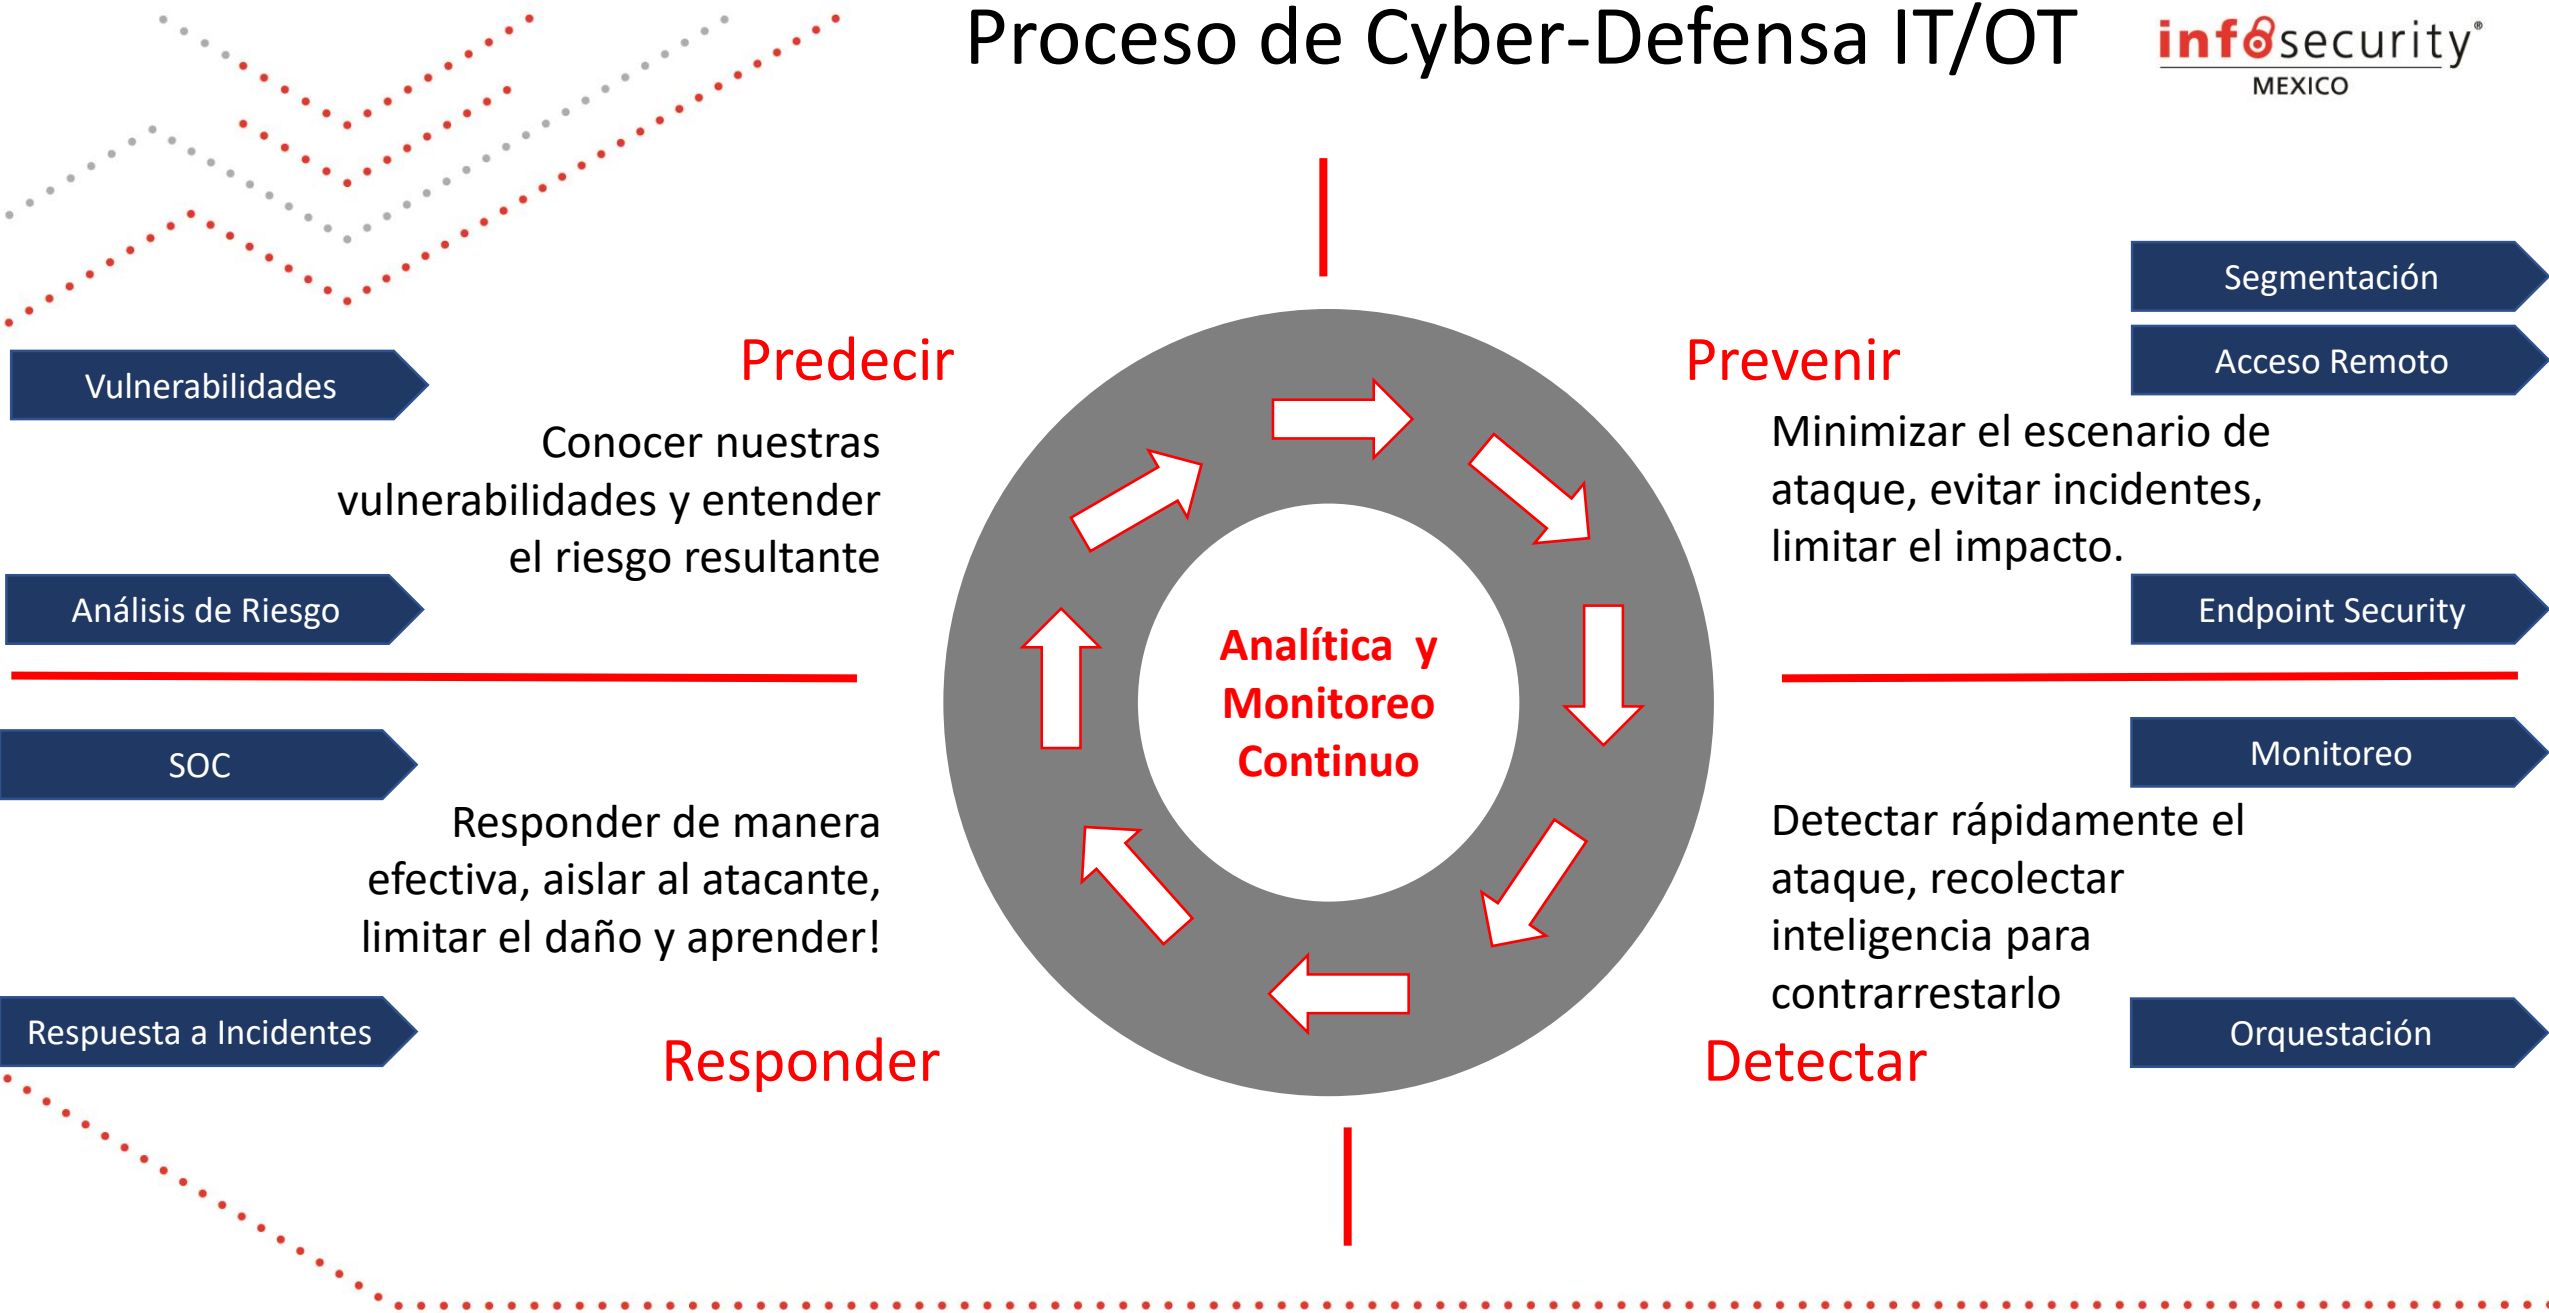 Proceso de Cyber-Defensa IT/OT
infosecurity®
MEXICO
Segmentación
Acceso Remoto
Predecir
Prevenir
Vulnerabilidades
Conocer nuestras
vulnerabilidades y entender
el riesgo resultante
Minimizar el escenario de
ataque, evitar incidentes,
limitar el impacto.
Análisis de Riesgo
Endpoint Security
Analítica y
Monitoreo
Continuo
SOC
Monitoreo
Responder de manera
efectiva, aislar al atacante,
limitar el daño y aprender!
Detectar rápidamente el
ataque, recolectar
inteligencia para
contrarrestarlo
Respuesta a Incidentes
Responder
Detectar
Orquestación